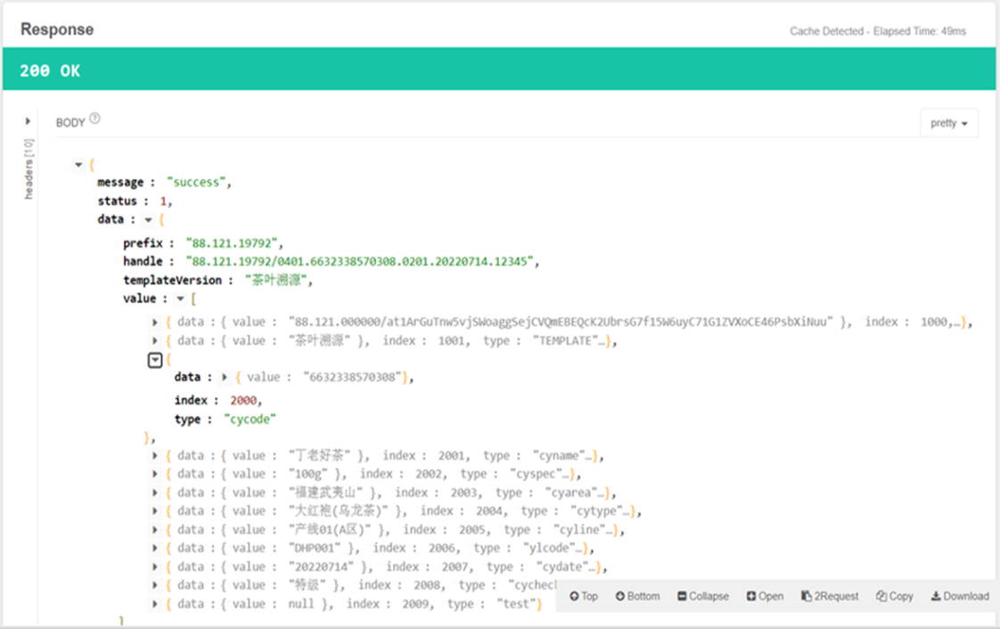 Response
Cache Detected - Elapsed Time: 49ms
200 OK
headers [10]
BODY ?
pretty
{
message : "success",
status : 1,
data : {
prefix : "88.121.19792",
handle : "88.121.19792/0401.6632338570308.0201.20220714.12345",
templateVersion : "茶叶溯源",
value : [
{ data : { value : "88.121.000000/at1ArGuTnw5vjSWoaggSejCVQmEBEQcK2UbrsG7f15W6uyC71G1ZVXoCE46PsbXiNuu" }, index : 1000,…},
{ data : { value : "茶叶溯源" }, index : 1001, type : "TEMPLATE"…},
{
data : { value : "6632338570308"},
index : 2000,
type : "cycode"
},
{ data : { value : "丁老好茶" }, index : 2001, type : "cyname"…},
{ data : { value : "100g" }, index : 2002, type : "cyspec"…},
{ data : { value : "福建武夷山" }, index : 2003, type : "cyarea"…},
{ data : { value : "大红袍(乌龙茶)" }, index : 2004, type : "cytype"…},
{ data : { value : "产线01(A区)" }, index : 2005, type : "cyline"…},
{ data : { value : "DHP001" }, index : 2006, type : "ylcode"…},
{ data : { value : "20220714" }, index : 2007, type : "cydate"…},
{ data : { value : "特级" }, index : 2008, type : "cychec
{ data : { value : null }, index : 2009, type : "test"}
]
Top Bottom Collapse Open 2Request Copy Download